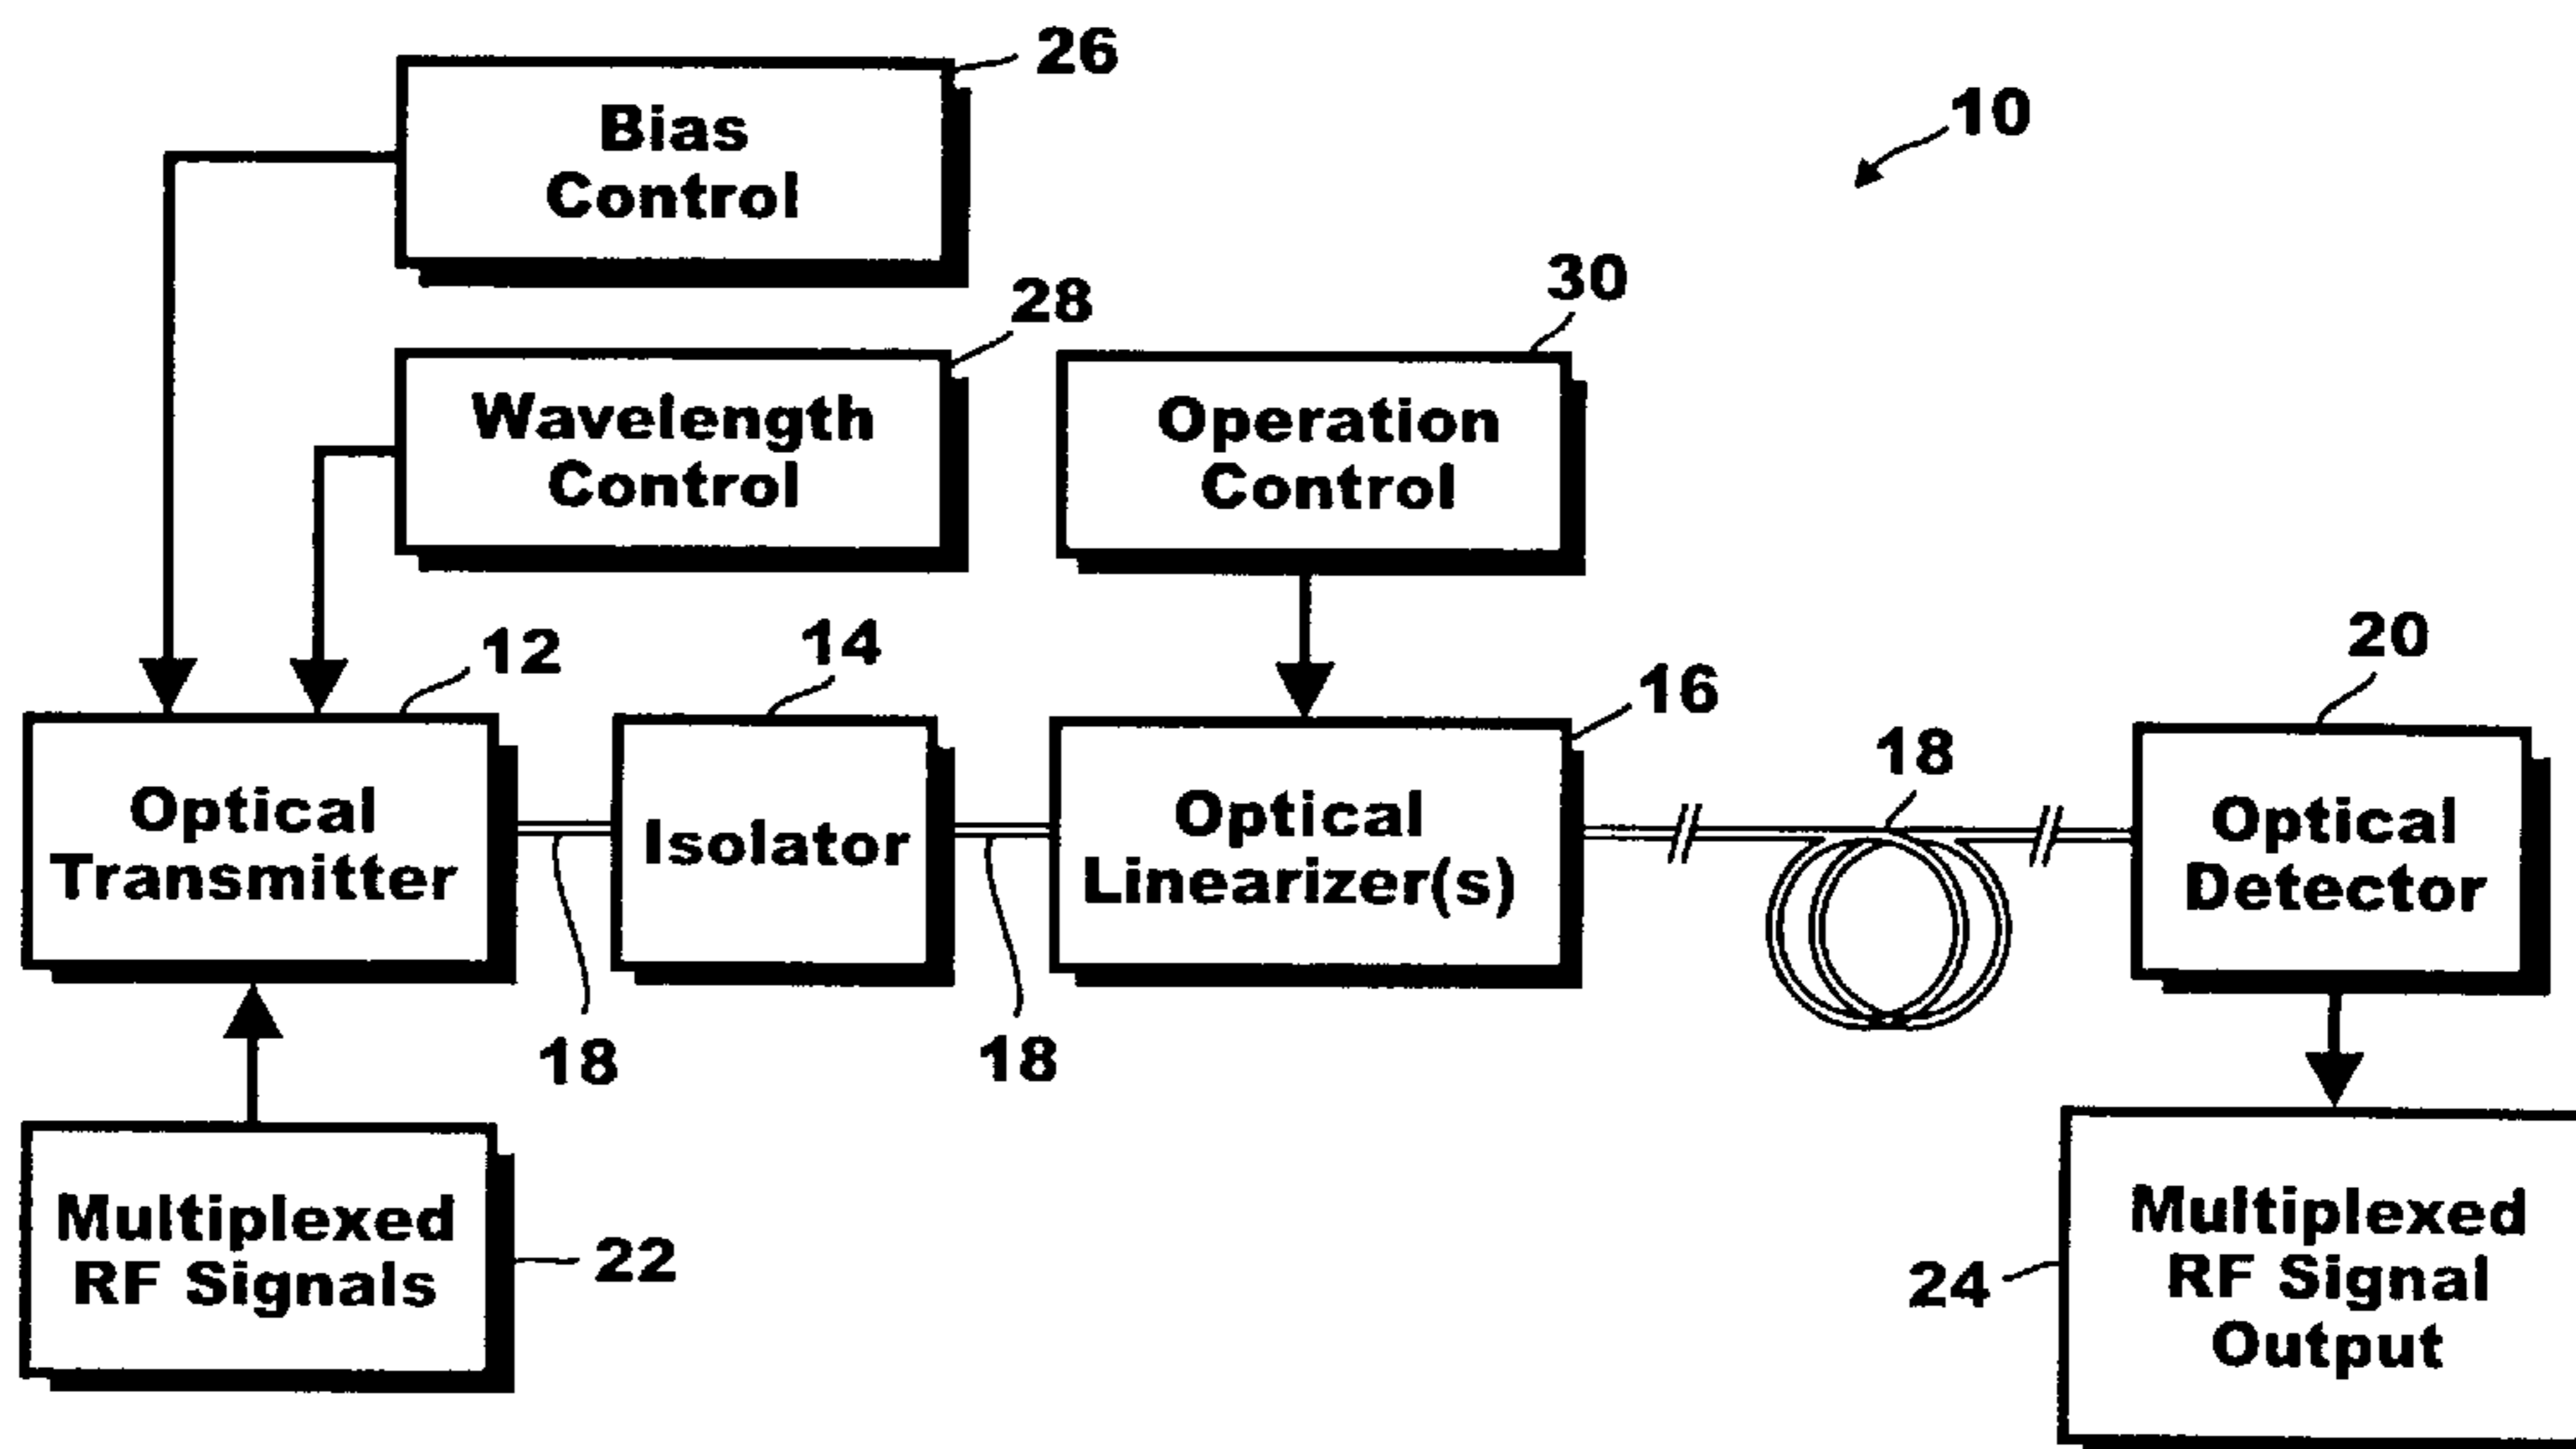 26
10
Bias
Control
30
28
Wavelength
Control
Operation
Control
12
14
16
20
18
Optical
Transmitter
Isolator
Optical
Linearizer(s)
Optical
Detector
18
18
Multiplexed
RF Signals
22
Multiplexed
RF Signal
Output
24